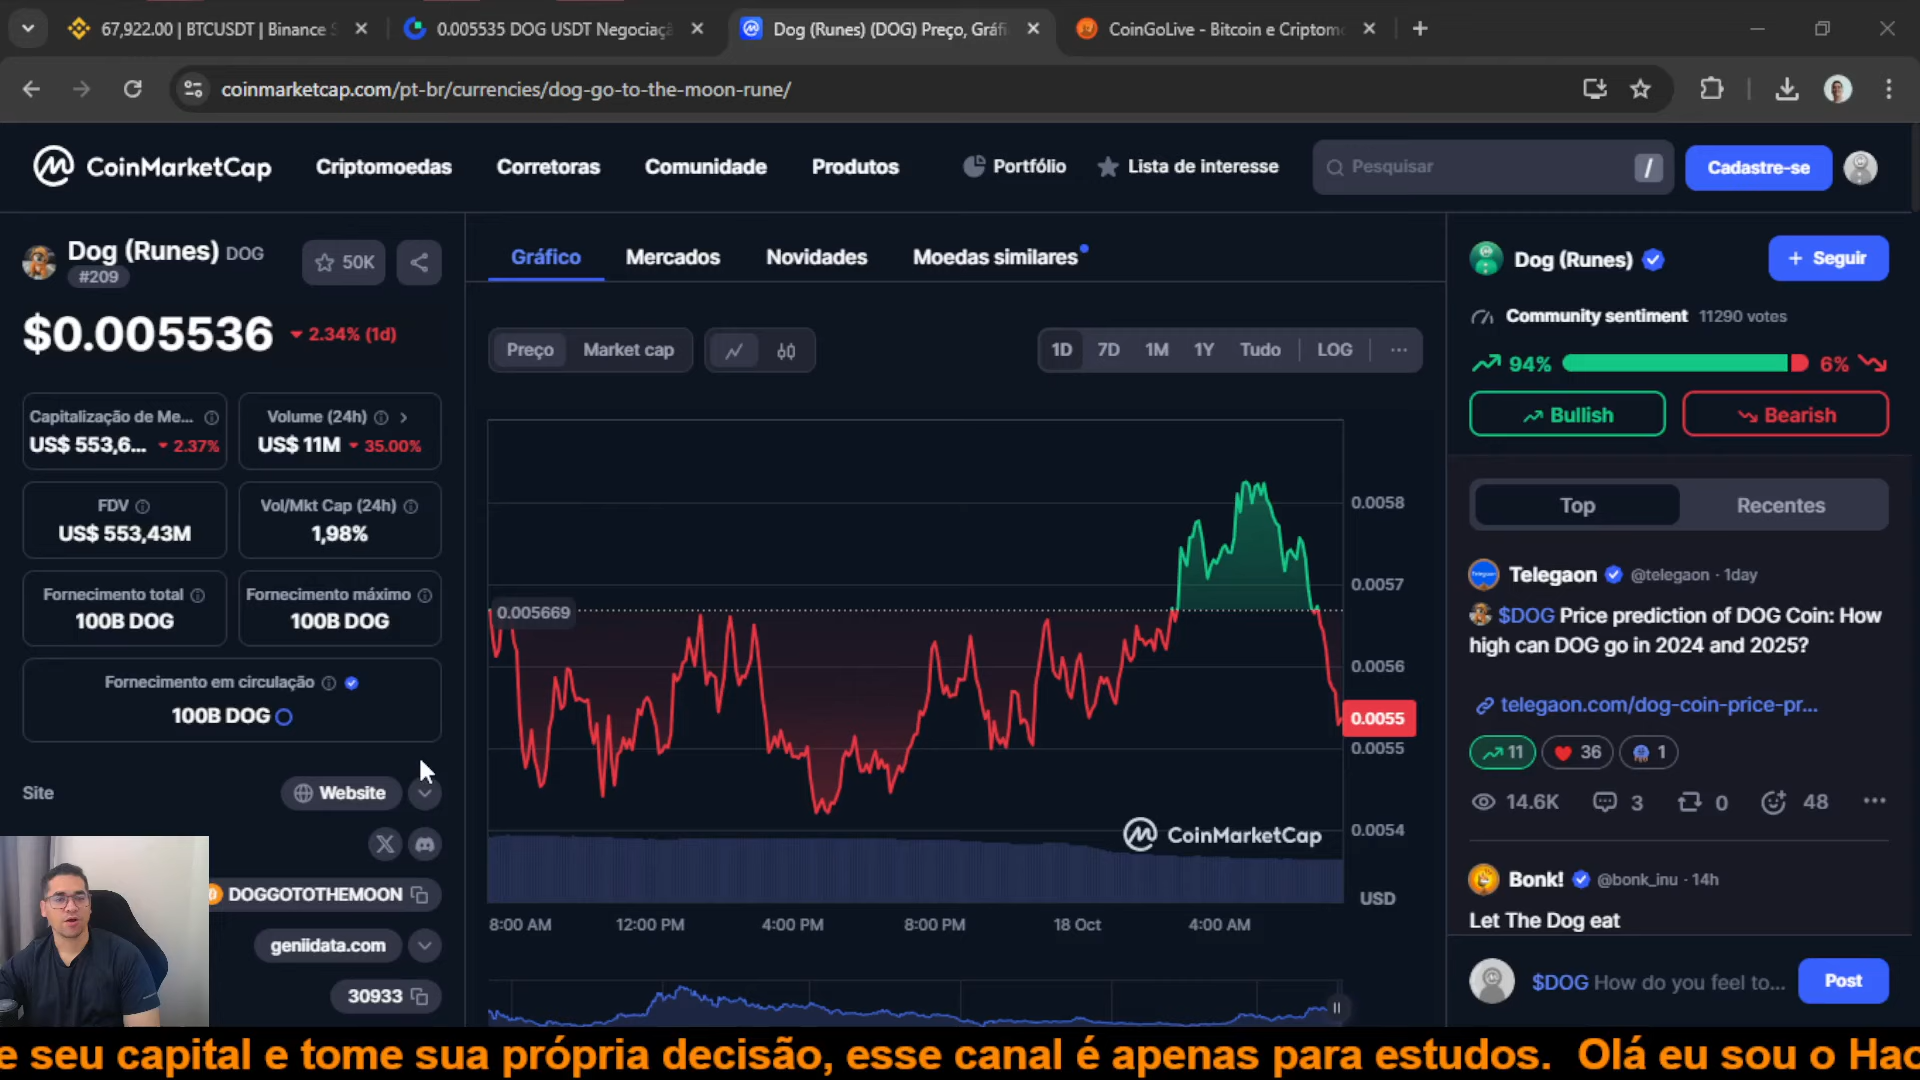 67,922.00 | BTCUSDT | Binance S
0.005535 DOG USDT Negociaçã
Dog (Runes) (DOG) Preço, Gráfi
CoinGoLive - Bitcoin e Criptom
coinmarketcap.com/pt-br/currencies/dog-go-to-the-moon-rune/
CoinMarketCap
Criptomoedas
Corretoras
Comunidade
Produtos
Portfólio
Lista de interesse
Pesquisar
/
Cadastre-se
Dog (Runes) DOG
#209
50K
$0.005536
2.34% (1d)
Capitalização de Me...
US$ 553,6... 2.37%
Volume (24h)
US$ 11M 35.00%
FDV
US$ 553,43M
Vol/Mkt Cap (24h)
1,98%
Fornecimento total
100B DOG
Fornecimento máximo
100B DOG
Fornecimento em circulação
100B DOG
Site
Website
DOGGOTOTHEMOON
geniidata.com
30933
Gráfico
Mercados
Novidades
Moedas similares
Preço
Market cap
1D
7D
1M
1Y
Tudo
LOG
0.005669
0.0058
0.0057
0.0056
0.0055
0.0055
0.0054
CoinMarketCap
USD
8:00 AM
12:00 PM
4:00 PM
8:00 PM
18 Oct
4:00 AM
Dog (Runes)
+ Seguir
Community sentiment 11290 votes
94%
6%
Bullish
Bearish
Top
Recentes
Telegaon @telegaon · 1day
$DOG Price prediction of DOG Coin: How
high can DOG go in 2024 and 2025?
telegaon.com/dog-coin-price-pr...
11
36
1
14.6K
3
0
48
Bonk! @bonk_inu · 14h
Let The Dog eat
$DOG How do you feel to...
Post
e seu capital e tome sua própria decisão, esse canal é apenas para estudos. Olá eu sou o Hac